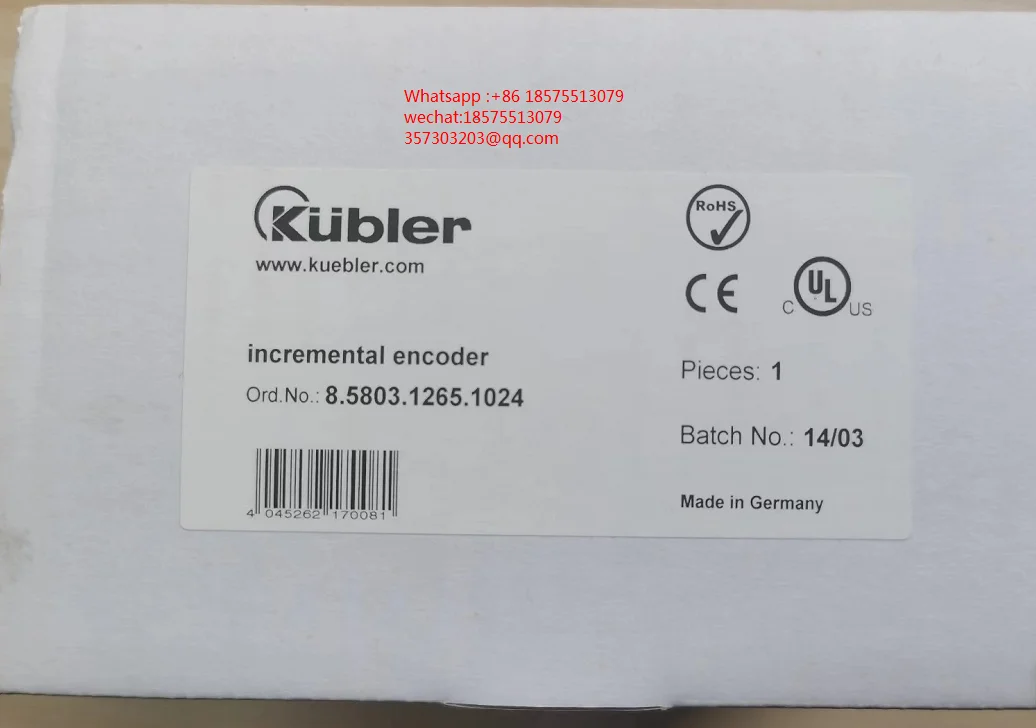 Whatsapp :+86 18575513079
wechat:18575513079
357303203@qq.com
Kübler
www.kuebler.com
RoHS
CE
C UL US
incremental encoder
Ord.No.: 8.5803.1265.1024
Pieces: 1
Batch No.: 14/03
4 045262 170081
Made in Germany